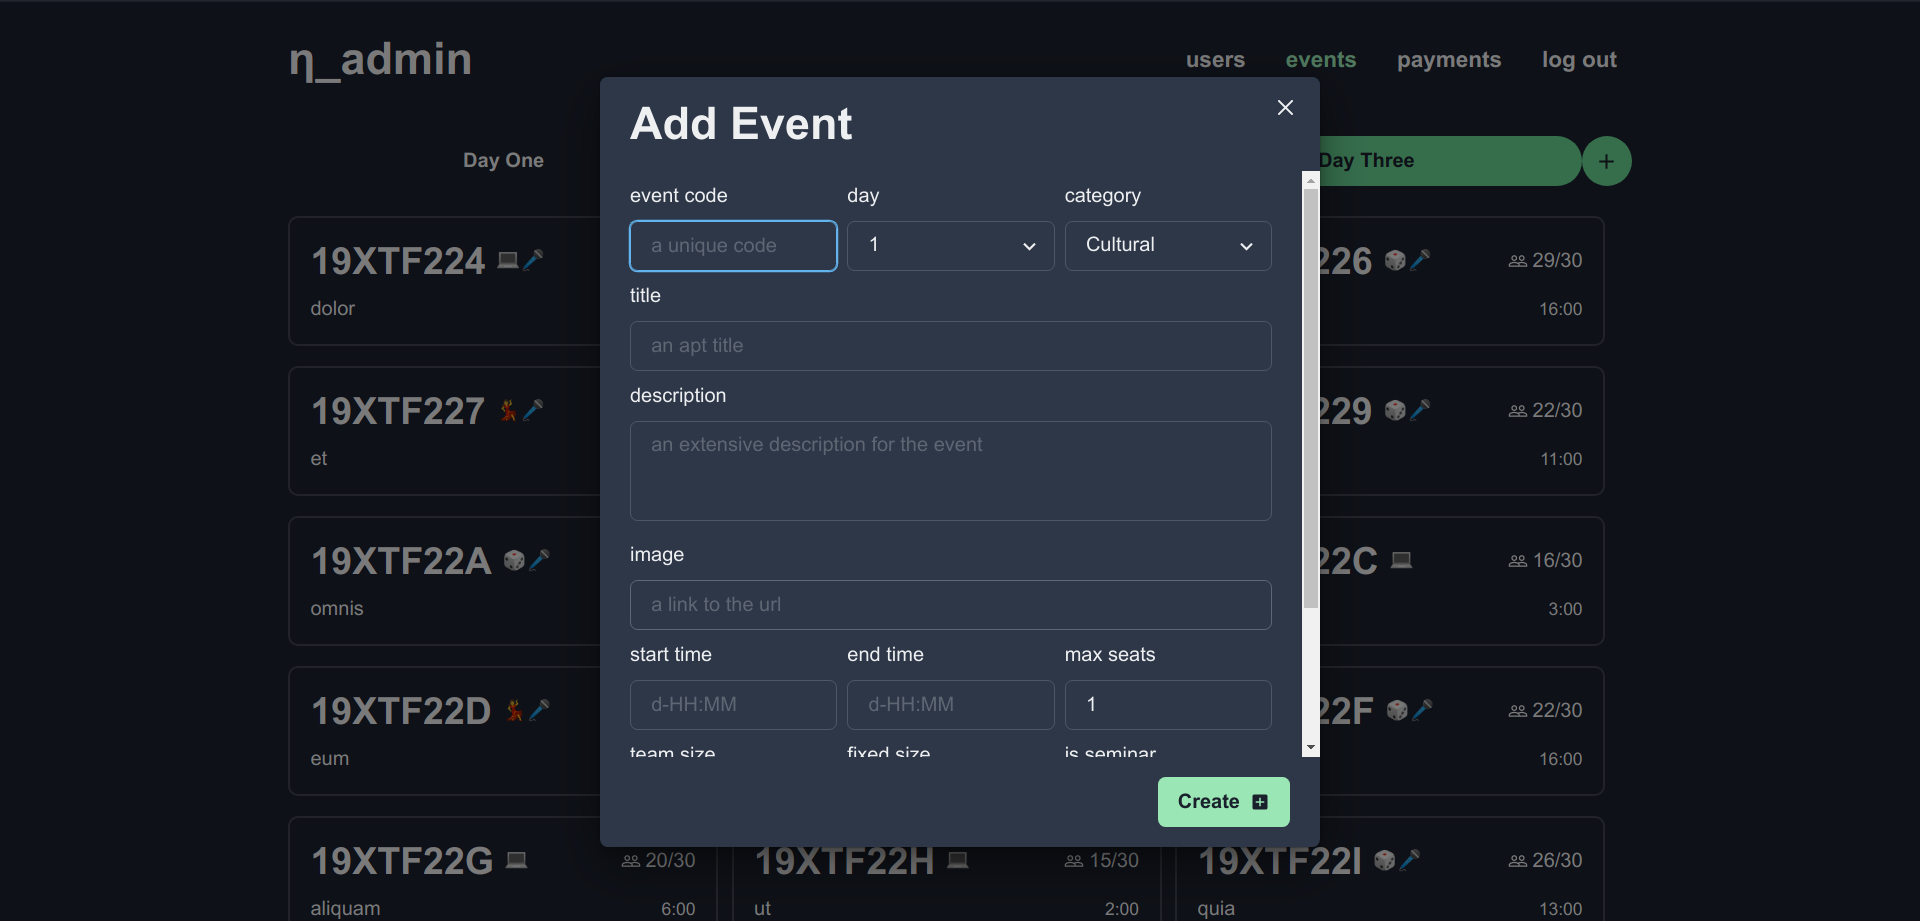 η_admin
users events payments log out
Add Event
Day One
Day Three
event code day category
a unique code 1 Cultural
title
an apt title
description
an extensive description for the event
image
a link to the url
start time end time max seats
d-HH:MM d-HH:MM 1
team size fixed size is seminar
Create
19XTF224
dolor
226 29/30
16:00
19XTF227
et
229 22/30
11:00
19XTF22A
omnis
22C 16/30
3:00
19XTF22D
eum
22F 22/30
16:00
19XTF22G 20/30
aliquam 6:00
19XTF22H 15/30
ut 2:00
19XTF22I 26/30
quia 13:00